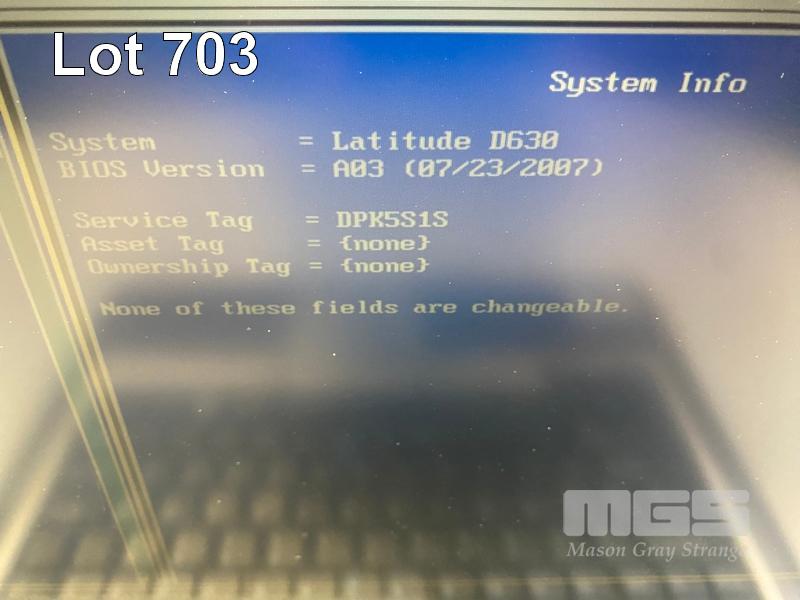 Lot 703
System Info
System = Latitude D630
BIOS Version = A03 (07/23/2007)
Service Tag = DPK5S1S
Asset Tag = {none}
Ownership Tag = {none}
None of these fields are changeable.
MGS
Mason Gray Strange